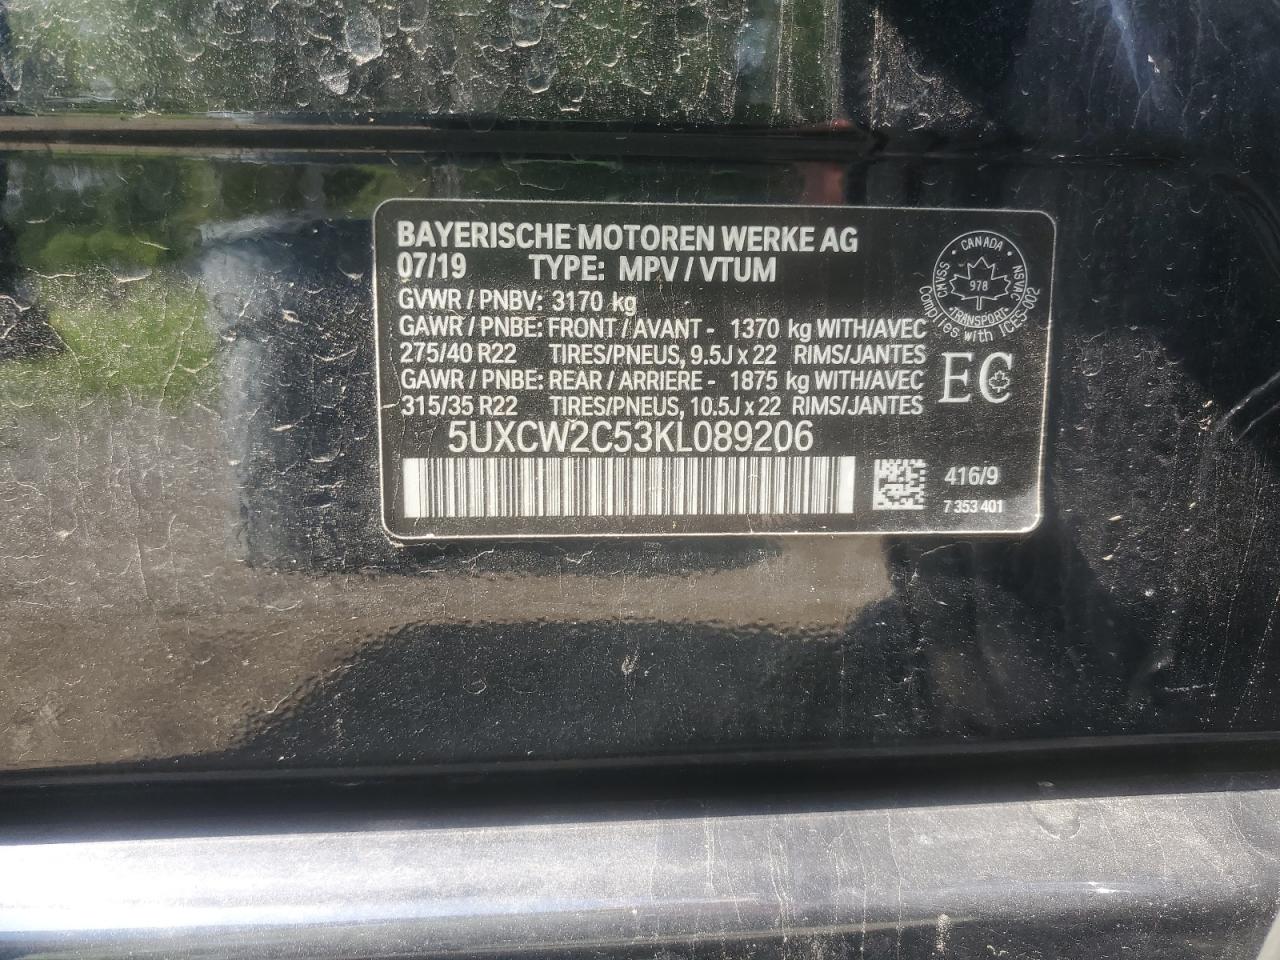 BAYERISCHE MOTOREN WERKE AG
07/19 TYPE: MPV / VTUM
GVWR / PNBV: 3170 kg
GAWR / PNBE: FRONT / AVANT - 1370 kg WITH/AVEC
275/40 R22 TIRES/PNEUS, 9.5J x 22 RIMS/JANTES
GAWR / PNBE: REAR / ARRIERE - 1875 kg WITH/AVEC
315/35 R22 TIRES/PNEUS, 10.5J x 22 RIMS/JANTES
5UXCW2C53KL089206
CANADA
CMVSS
NSVAC
978
TRANSPORT
Complies with ICES-002
EC
416/9
7 353 401